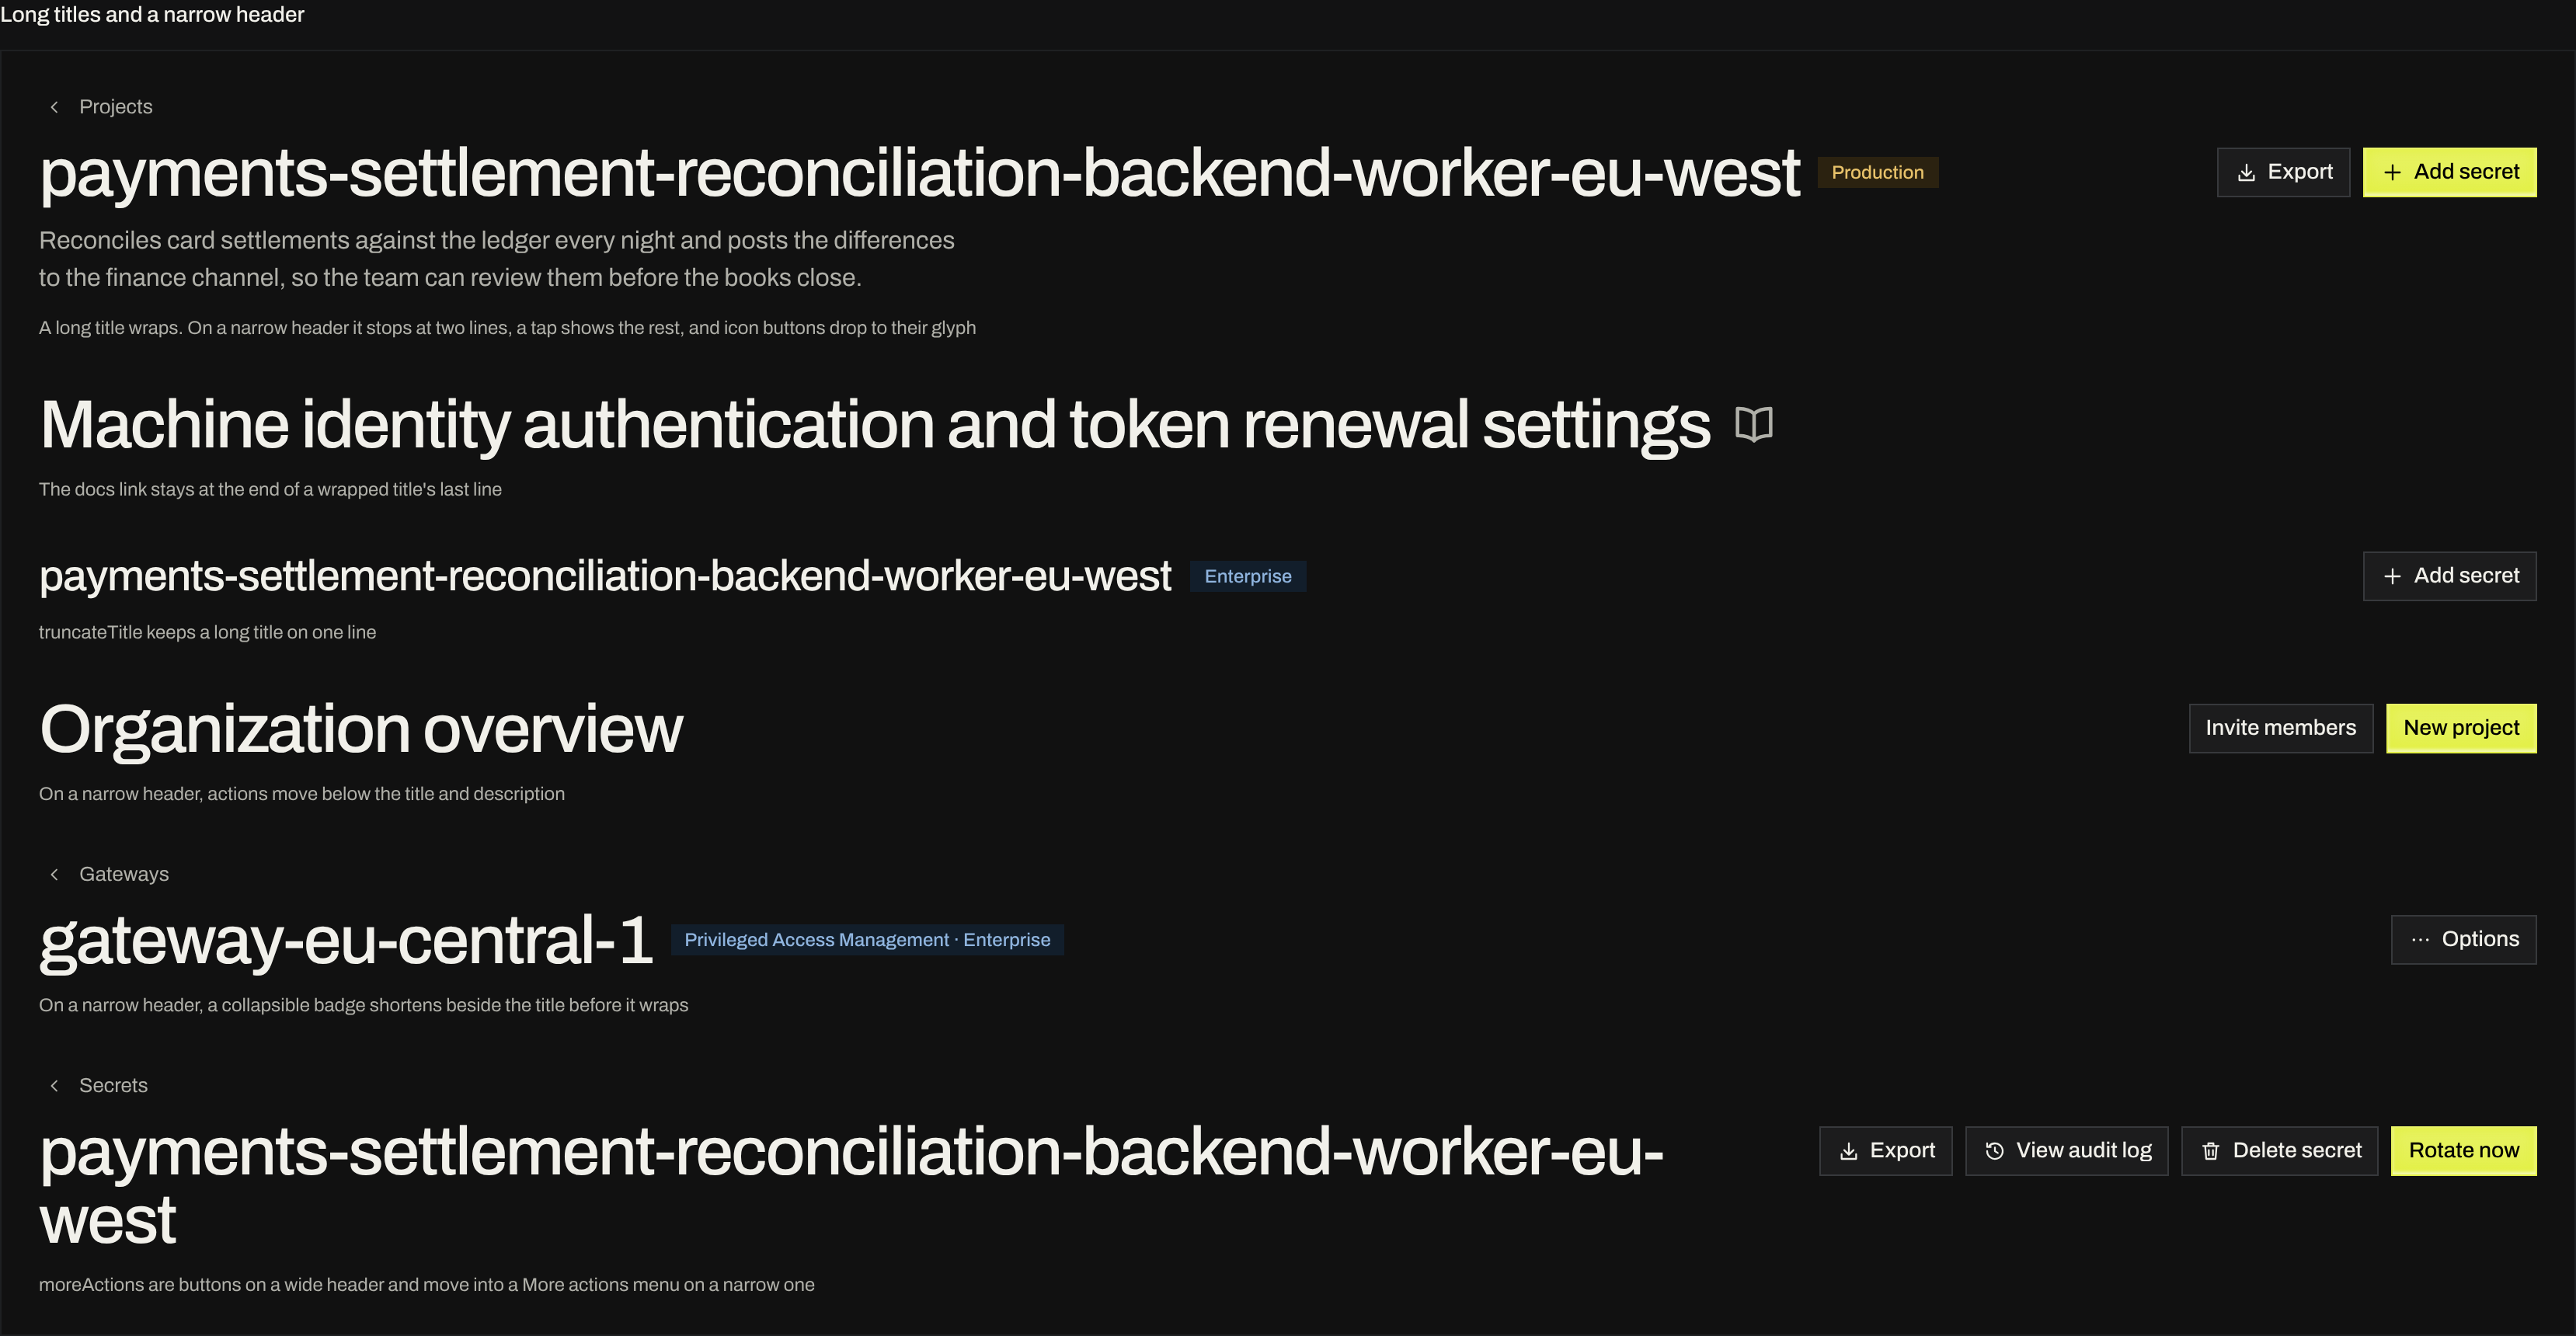 Long titles and a narrow header
Projects
payments-settlement-reconciliation-backend-worker-eu-west Production Export Add secret
Reconciles card settlements against the ledger every night and posts the differences
to the finance channel, so the team can review them before the books close.
A long title wraps. On a narrow header it stops at two lines, a tap shows the rest, and icon buttons drop to their glyph
Machine identity authentication and token renewal settings
The docs link stays at the end of a wrapped title's last line
payments-settlement-reconciliation-backend-worker-eu-west Enterprise Add secret
truncateTitle keeps a long title on one line
Organization overview Invite members New project
On a narrow header, actions move below the title and description
Gateways
gateway-eu-central-1 Privileged Access Management · Enterprise Options
On a narrow header, a collapsible badge shortens beside the title before it wraps
Secrets
payments-settlement-reconciliation-backend-worker-eu- Export View audit log Delete secret Rotate now
west
moreActions are buttons on a wide header and move into a More actions menu on a narrow one